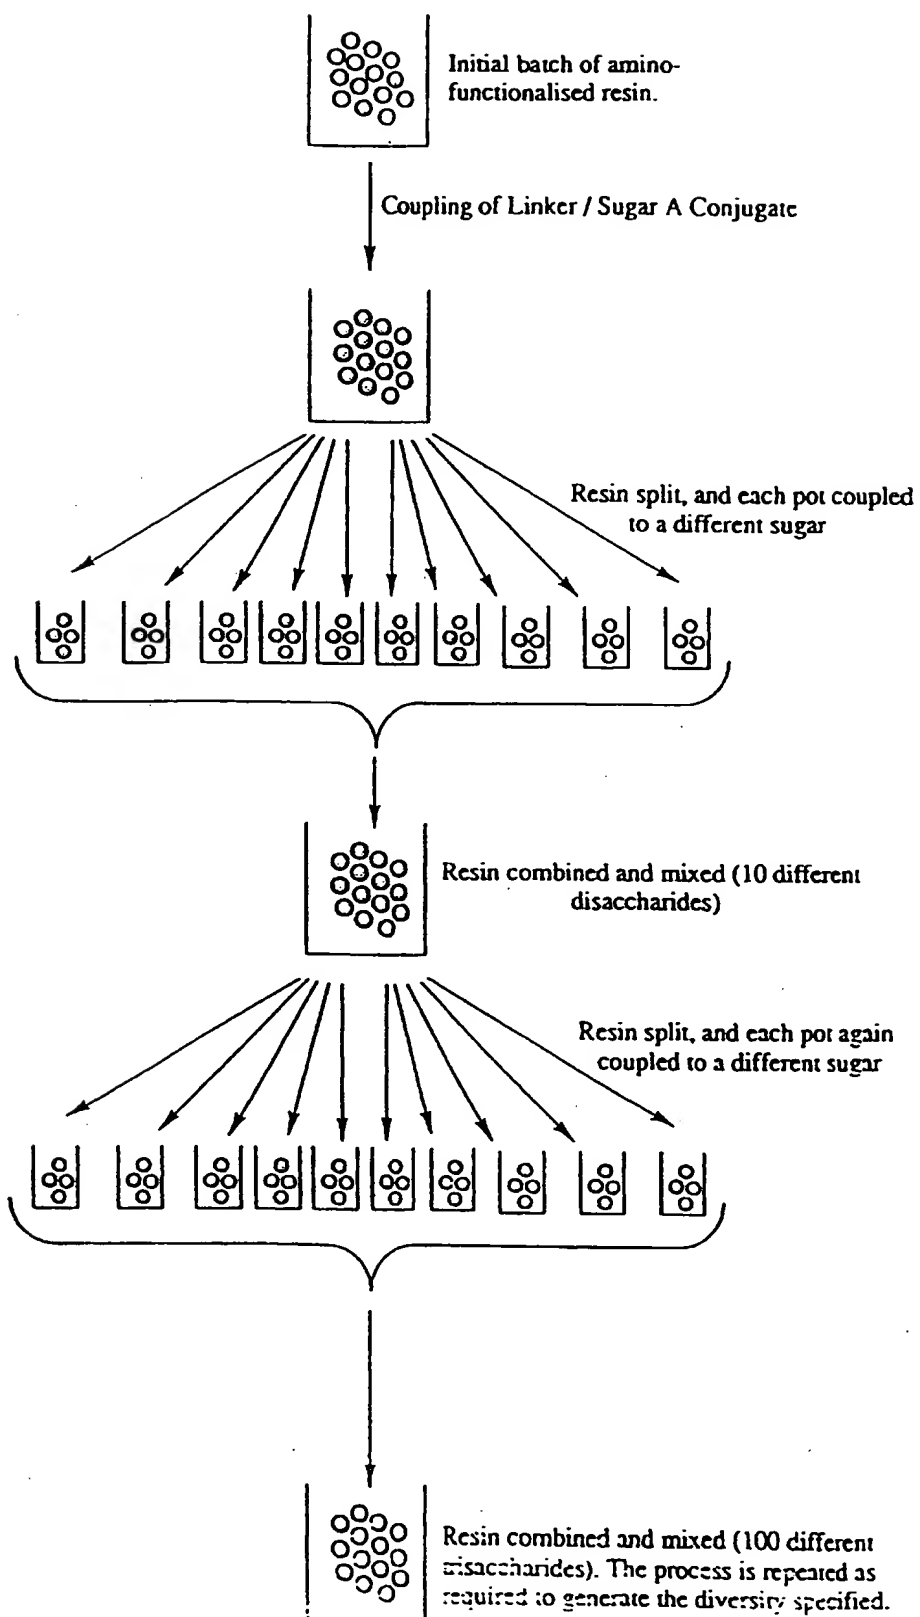 Initial batch of amino-
functionalised resin.
Coupling of Linker / Sugar A Conjugate
Resin split, and each pot coupled
to a different sugar
Resin combined and mixed (10 different
disaccharides)
Resin split, and each pot again
coupled to a different sugar
Resin combined and mixed (100 different
disaccharides). The process is repeated as
required to generate the diversity specified.